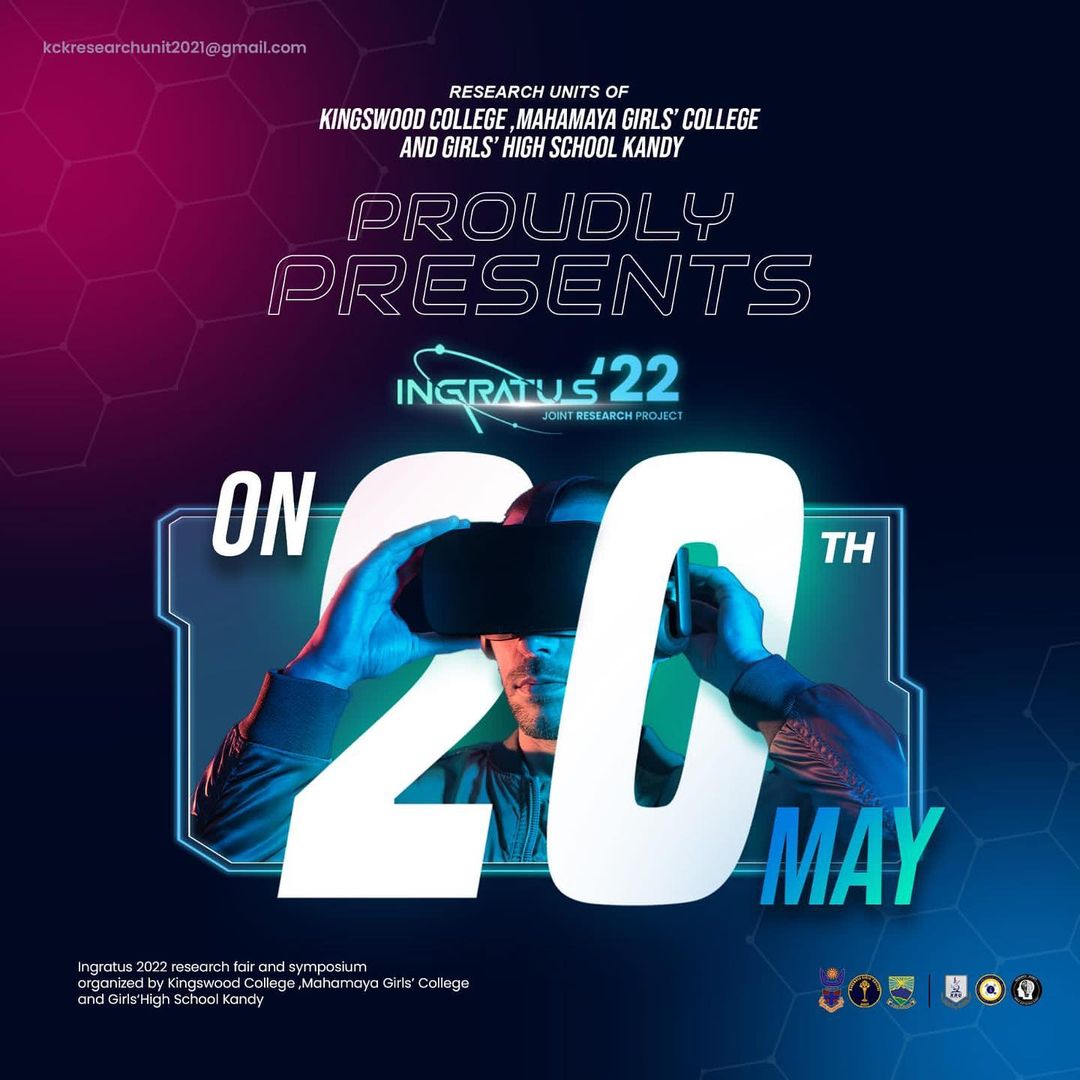 kckresearchunit2021@gmail.com
RESEARCH UNITS OF
KINGSWOOD COLLEGE ,MAHAMAYA GIRLS' COLLEGE
AND GIRLS' HIGH SCHOOL KANDY
PROUDLY
PRESENTS
INGRATUS '22
JOINT RESEARCH PROJECT
ON
20
TH
MAY
Ingratus 2022 research fair and symposium
organized by Kingswood College ,Mahamaya Girls' College
and Girls'High School Kandy
KRU